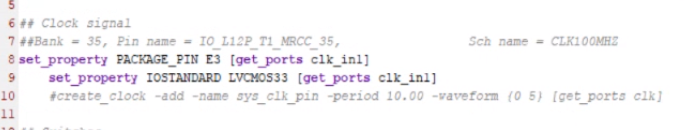 5
6 ## Clock signal
7 ##Bank = 35, Pin name = IO_L12P_T1_MRCC_35, Sch name = CLK100MHZ
8 set_property PACKAGE_PIN E3 [get_ports clk_in1]
9 set_property IOSTANDARD LVCMOS33 [get_ports clk_in1]
10 #create_clock -add -name sys_clk_pin -period 10.00 -waveform {0 5} [get_ports clk]
11